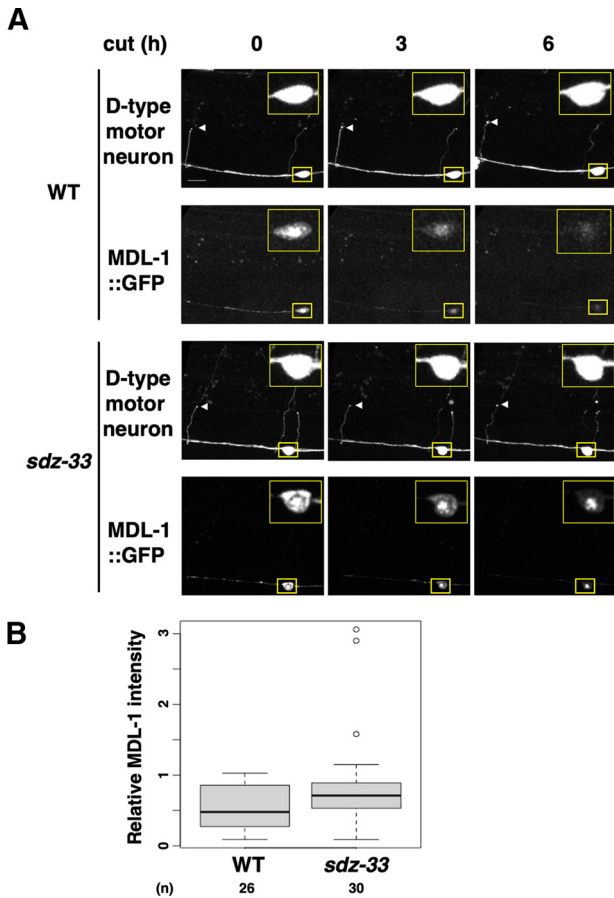 A
cut (h) 0 3 6
WT
D-type
motor
neuron
MDL-1
::GFP
sdz-33
D-type
motor
neuron
MDL-1
::GFP
B
Relative MDL-1 intensity
3
2
1
0
WT sdz-33
(n) 26 30